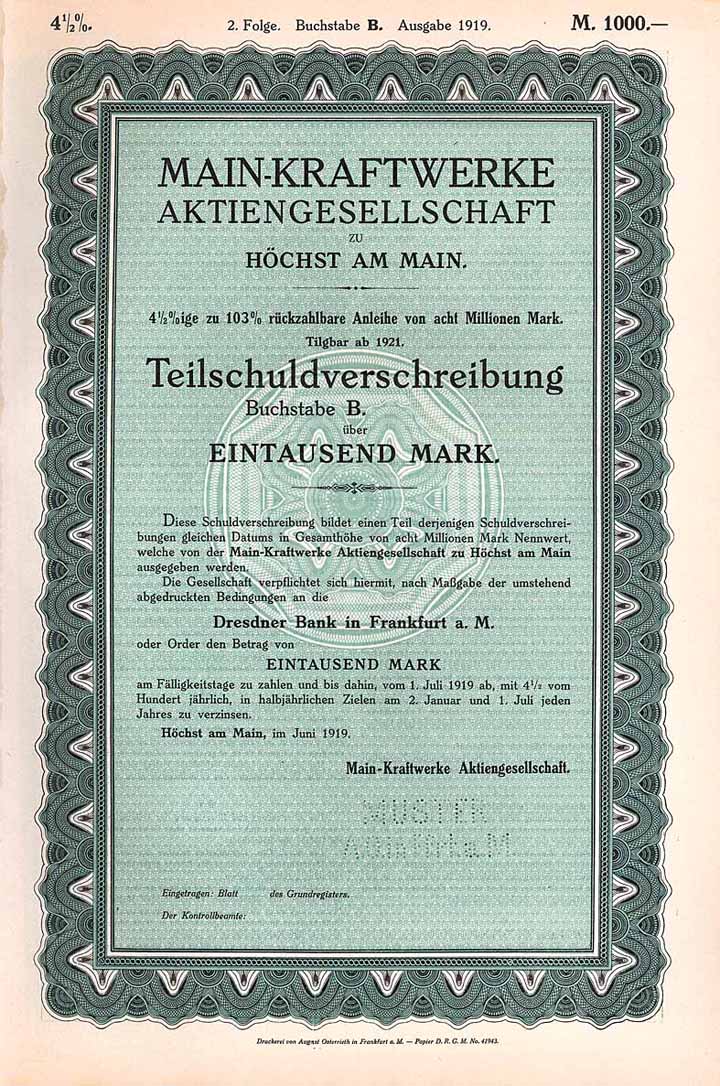 4½%. 2. Folge. Buchstabe B. Ausgabe 1919. M. 1000.—
MAIN-KRAFTWERKE
AKTIENGESELLSCHAFT
ZU
HÖCHST AM MAIN.
4½%ige zu 103% rückzahlbare Anleihe von acht Millionen Mark.
Tilgbar ab 1921.
Teilschuldverschreibung
Buchstabe B.
über
EINTAUSEND MARK.
Diese Schuldverschreibung bildet einen Teil derjenigen Schuldverschrei-
bungen gleichen Datums in Gesamthöhe von acht Millionen Mark Nennwert,
welche von der Main-Kraftwerke Aktiengesellschaft zu Höchst am Main
ausgegeben werden.
Die Gesellschaft verpflichtet sich hiermit, nach Maßgabe der umstehend
abgedruckten Bedingungen an die
Dresdner Bank in Frankfurt a. M.
oder Order den Betrag von
EINTAUSEND MARK
am Fälligkeitstage zu zahlen und bis dahin, vom 1. Juli 1919 ab, mit 4½ vom
Hundert jährlich, in halbjährlichen Zielen am 2. Januar und 1. Juli jeden
Jahres zu verzinsen.
Höchst am Main, im Juni 1919.
Main-Kraftwerke Aktiengesellschaft.
MUSTER
Eingetragen: Blatt des Grundregisters.
Der Kontrollbeamte:
Druckerei von August Osterrieth in Frankfurt a. M. — Papier D. R. G. M. No. 41943.